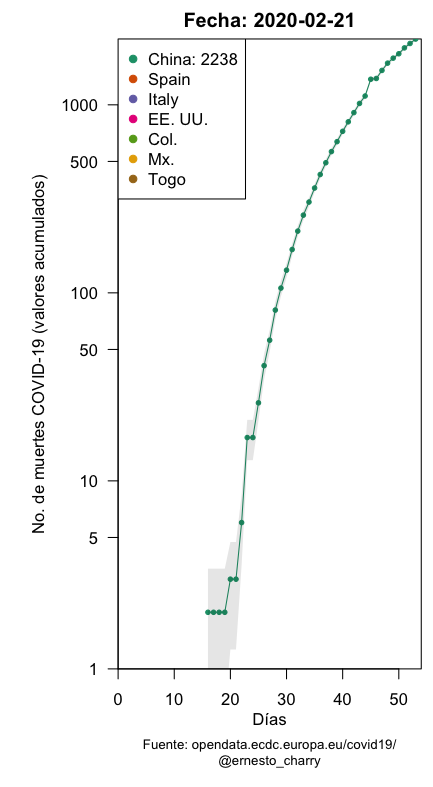 Fecha: 2020-02-21
China: 2238
Spain
Italy
EE. UU.
Col.
Mx.
Togo
No. de muertes COVID-19 (valores acumulados)
1000
500
100
50
10
5
1
0 10 20 30 40 50
Días
Fuente: opendata.ecdc.europa.eu/covid19/
@ernesto_charry